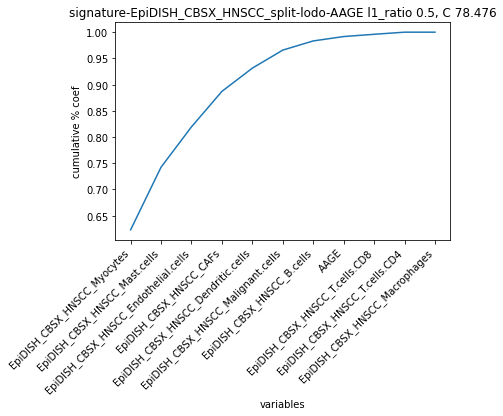 signature-EpiDISH_CBSX_HNSCC_split-lodo-AAGE l1_ratio 0.5, C 78.476
cumulative % coef
1.00
0.95
0.90
0.85
0.80
0.75
0.70
0.65
EpiDISH_CBSX_HNSCC_Myocytes
EpiDISH_CBSX_HNSCC_Mast.cells
EpiDISH_CBSX_HNSCC_Endothelial.cells
EpiDISH_CBSX_HNSCC_CAFs
EpiDISH_CBSX_HNSCC_Dendritic.cells
EpiDISH_CBSX_HNSCC_Malignant.cells
EpiDISH_CBSX_HNSCC_B.cells
AAGE
EpiDISH_CBSX_HNSCC_T.cells.CD8
EpiDISH_CBSX_HNSCC_T.cells.CD4
EpiDISH_CBSX_HNSCC_Macrophages
variables